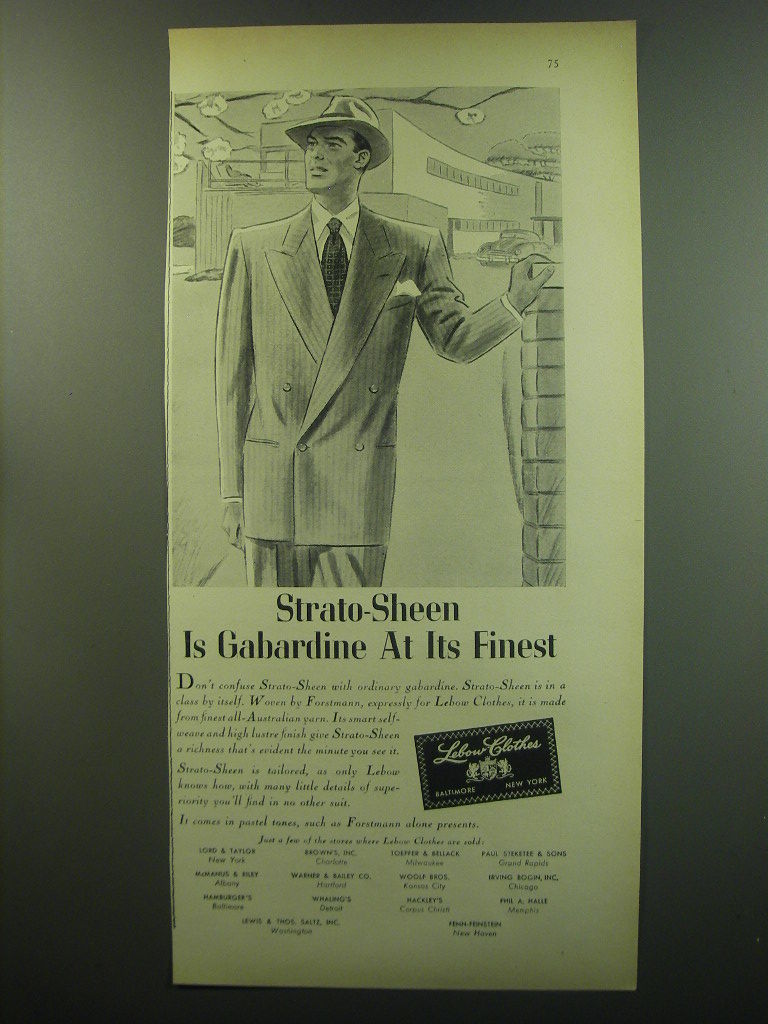 75
Strato-Sheen
Is Gabardine At Its Finest
Don't confuse Strato-Sheen with ordinary gabardine. Strato-Sheen is in a
class by itself. Woven by Forstmann, expressly for Lebow Clothes, it is made
from finest all-Australian yarn. Its smart self-
weave and high lustre finish give Strato-Sheen
a richness that's evident the minute you see it.
Strato-Sheen is tailored, as only Lebow
knows how, with many little details of supe-
riority you'll find in no other suit.
Lebow Clothes
BALTIMORE NEW YORK
It comes in pastel tones, such as Forstmann alone presents.
Just a few of the stores where Lebow Clothes are sold:
LORD & TAYLOR BROWN'S, INC. TOEPFER & BELLACK PAUL STEKETEE & SONS
New York Charlotte Milwaukee Grand Rapids
McMANUS & RILEY WARNER & BAILEY CO. WOOLF BROS. IRVING BOGIN, INC.
Albany Hartford Kansas City Chicago
HAMBURGER'S WHALING'S HACKLEY'S PHIL A. HALLE
Baltimore Detroit Corpus Christi Memphis
LEWIS & THOS. SALTZ, INC. FENN-FEINSTEIN
Washington New Haven